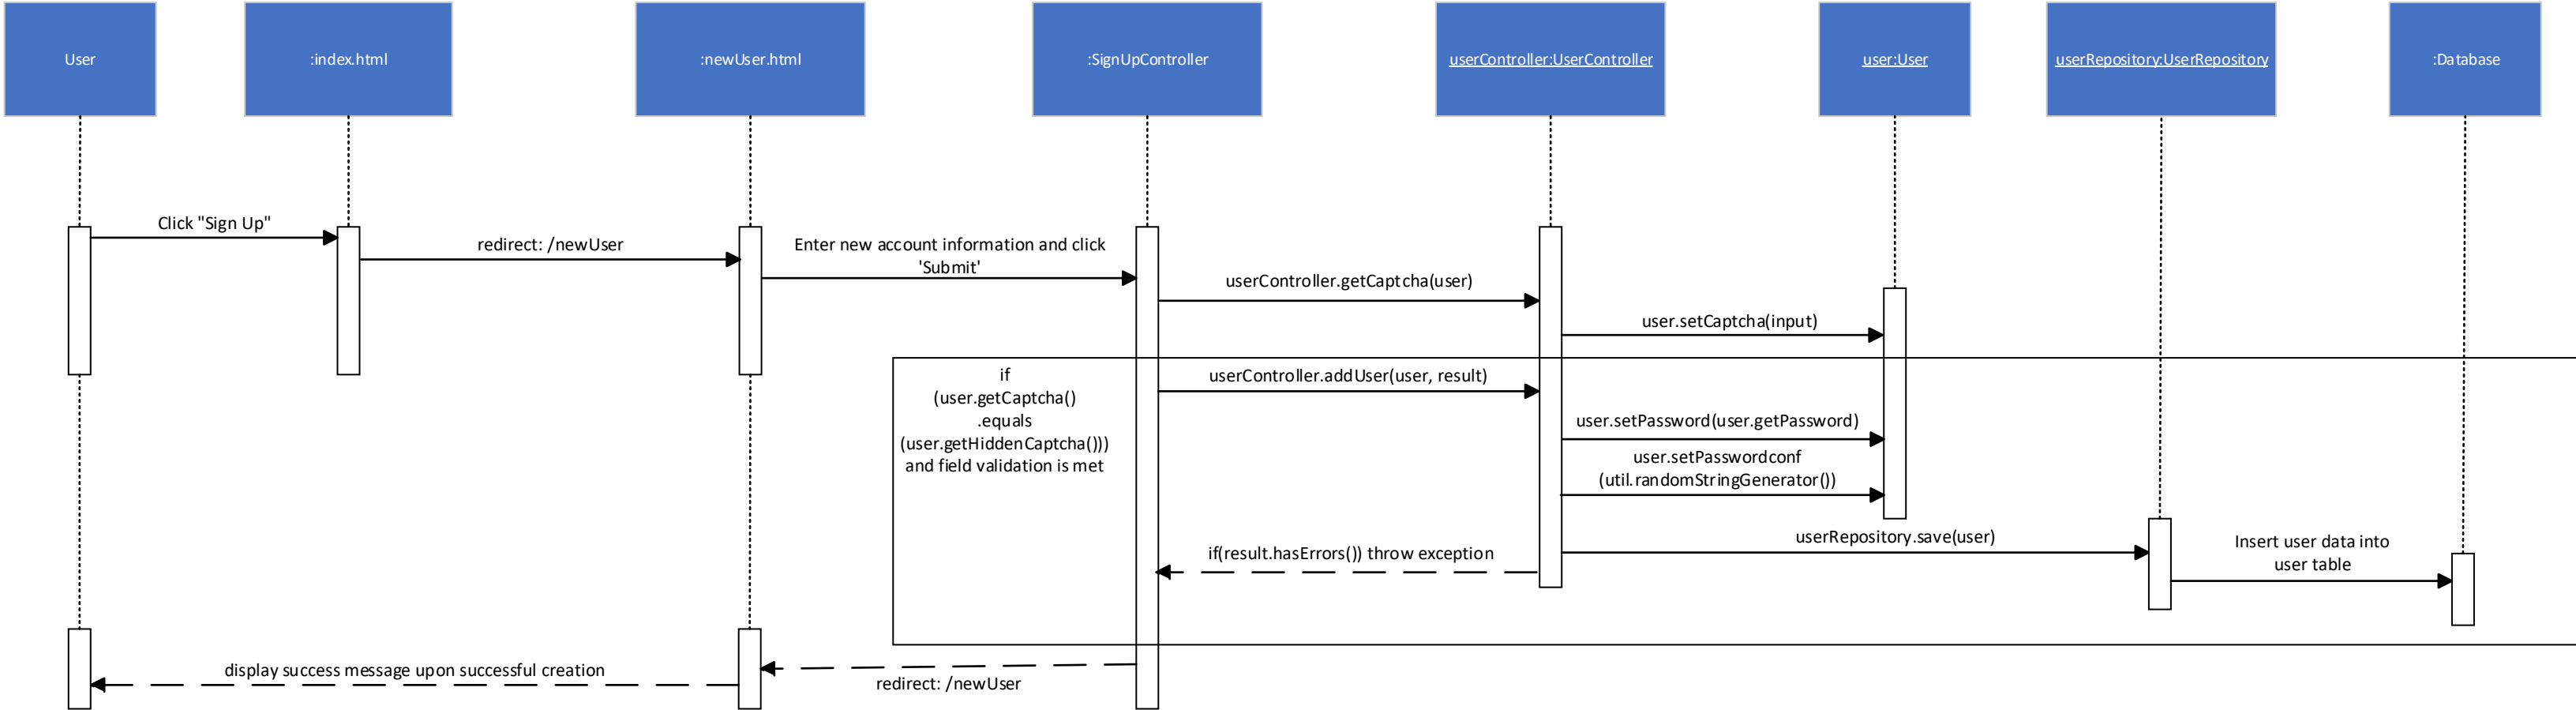 User
:index.html
:newUser.html
:SignUpController
userController:UserController
user:User
userRepository:UserRepository
:Database
Click "Sign Up"
redirect: /newUser
Enter new account information and click
'Submit'
userController.getCaptcha(user)
user.setCaptcha(input)
if
(user.getCaptcha()
.equals
(user.getHiddenCaptcha()))
and field validation is met
userController.addUser(user, result)
user.setPassword(user.getPassword)
user.setPasswordconf
(util.randomStringGenerator())
userRepository.save(user)
if(result.hasErrors()) throw exception
Insert user data into
user table
display success message upon successful creation
redirect: /newUser